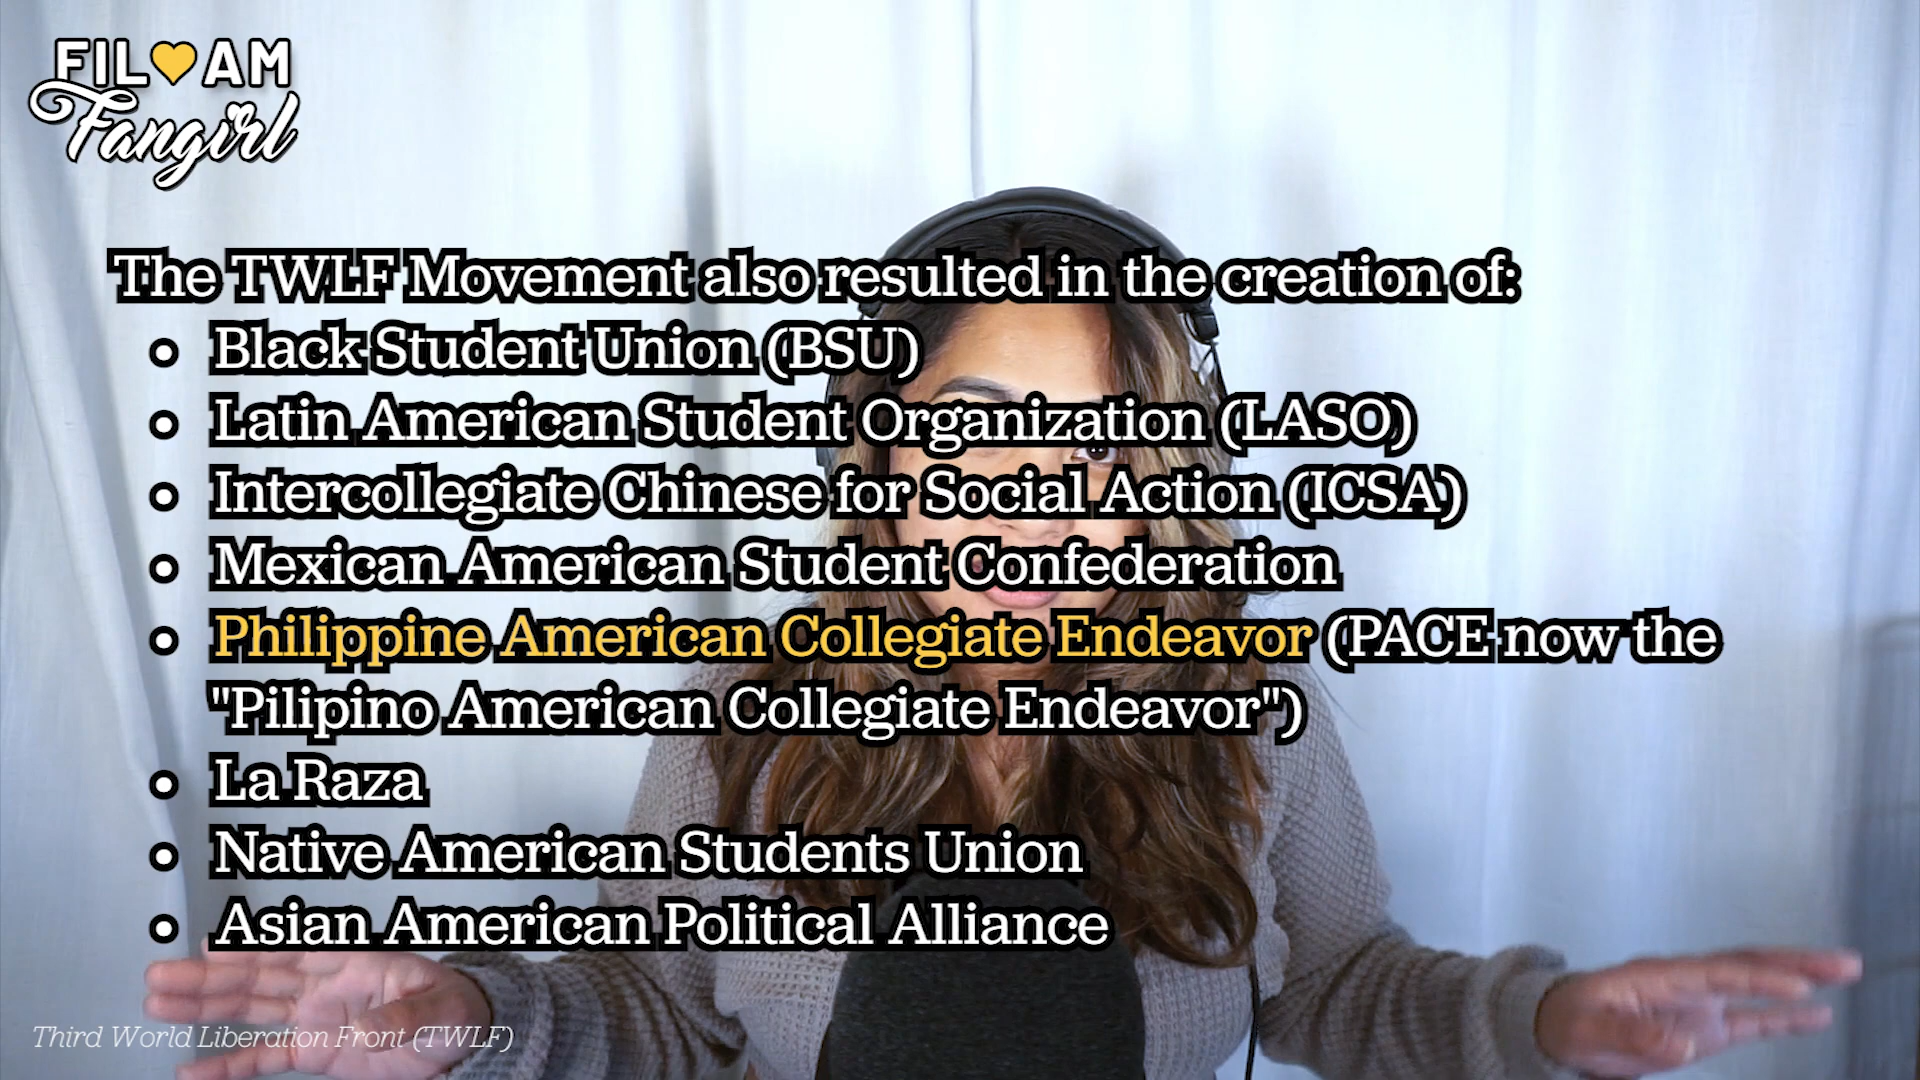 FIL AM
Fangirl
The TWLF Movement also resulted in the creation of:
• Black Student Union (BSU)
• Latin American Student Organization (LASO)
• Intercollegiate Chinese for Social Action (ICSA)
• Mexican American Student Confederation
• Philippine American Collegiate Endeavor (PACE now the
"Pilipino American Collegiate Endeavor")
• La Raza
• Native American Students Union
• Asian American Political Alliance
Third World Liberation Front (TWLF)